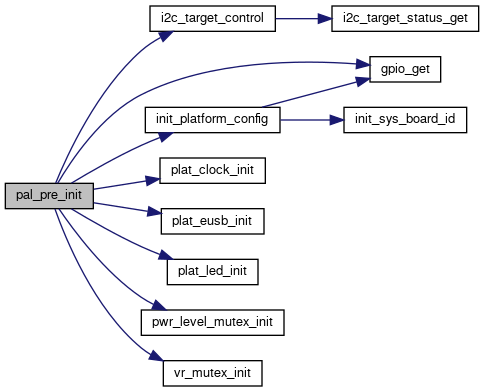 i2c_target_control
i2c_target_status_get
gpio_get
init_platform_config
init_sys_board_id
plat_clock_init
pal_pre_init
plat_eusb_init
plat_led_init
pwr_level_mutex_init
vr_mutex_init